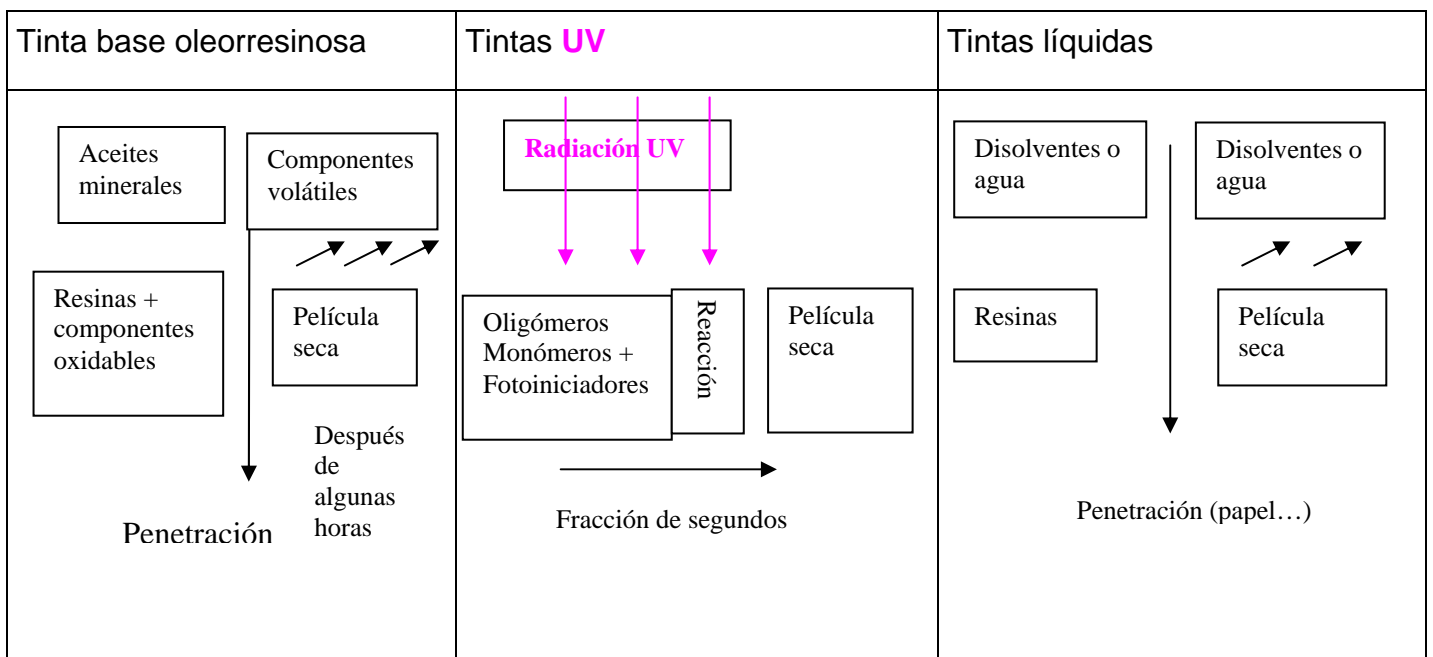 Tinta base oleorresinosa
Tintas UV
Tintas líquidas
Aceites
minerales
Componentes
volátiles
Resinas +
componentes
oxidables
Película
seca
Después
de
algunas
horas
Penetración
Radiación UV
Oligómeros
Monómeros +
Fotoiniciadores
Reacción
Película
seca
Fracción de segundos
Disolventes o
agua
Disolventes o
agua
Resinas
Película
seca
Penetración (papel…)